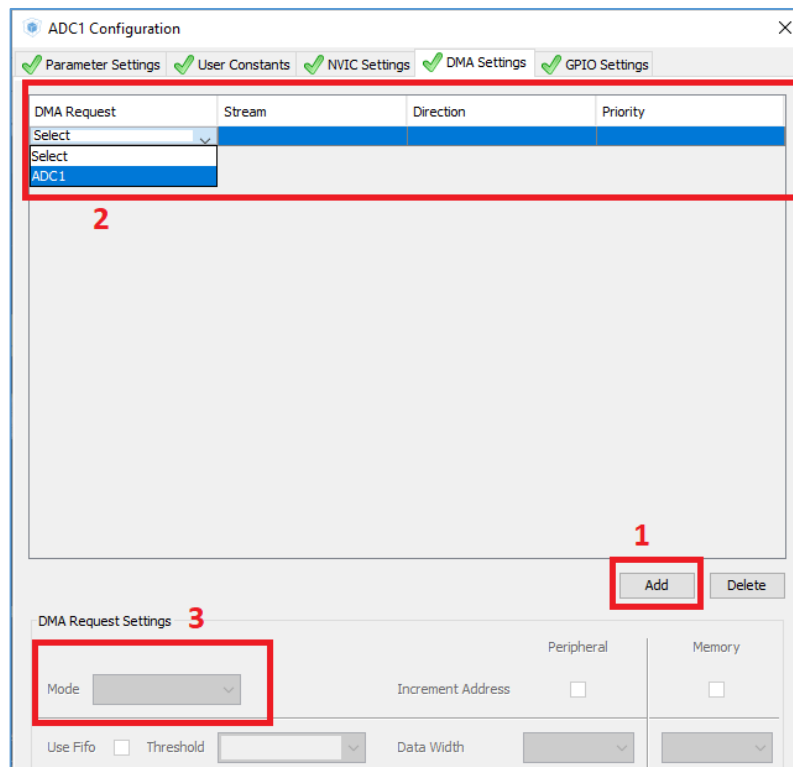 ADC1 Configuration
Parameter Settings User Constants NVIC Settings DMA Settings GPIO Settings
DMA Request Stream Direction Priority
Select
Select
ADC1
2
1
Add Delete
DMA Request Settings 3
Peripheral Memory
Mode Increment Address
Use Fifo Threshold Data Width